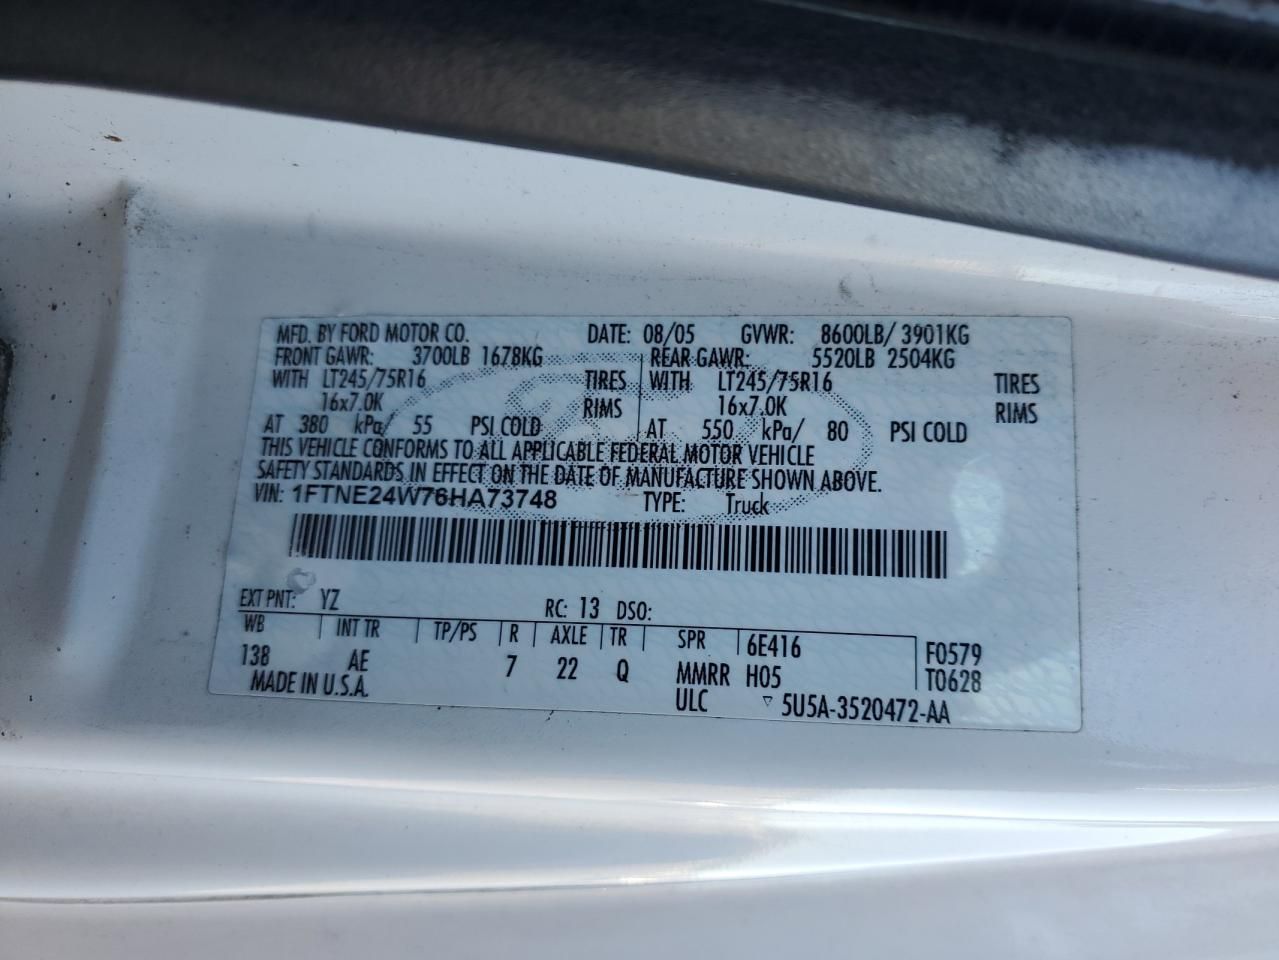 MFD. BY FORD MOTOR CO. DATE: 08/05 GVWR: 8600LB/ 3901KG
FRONT GAWR: 3700LB 1678KG REAR GAWR: 5520LB 2504KG
WITH LT245/75R16 TIRES WITH LT245/75R16 TIRES
16x7.0K RIMS 16x7.0K RIMS
AT 380 kPa/ 55 PSI COLD AT 550 kPa/ 80 PSI COLD
THIS VEHICLE CONFORMS TO ALL APPLICABLE FEDERAL MOTOR VEHICLE
SAFETY STANDARDS IN EFFECT ON THE DATE OF MANUFACTURE SHOWN ABOVE.
VIN: 1FTNE24W76HA73748 TYPE: Truck
EXT PNT: YZ RC: 13 DSO:
WB INT TR TP/PS R AXLE TR SPR 6E416 F0579
138 AE 7 22 Q MMRR H05 T0628
MADE IN U.S.A. ULC ▽ 5U5A-3520472-AA